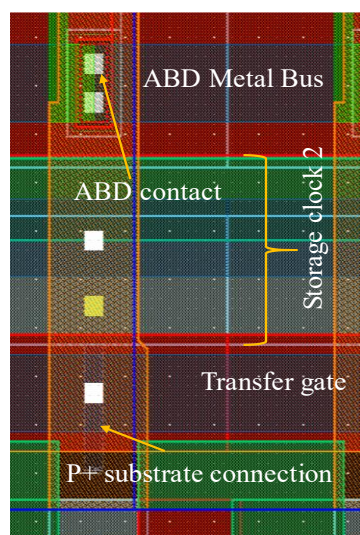 ABD Metal Bus
ABD contact
Storage clock 2
Transfer gate
P+ substrate connection